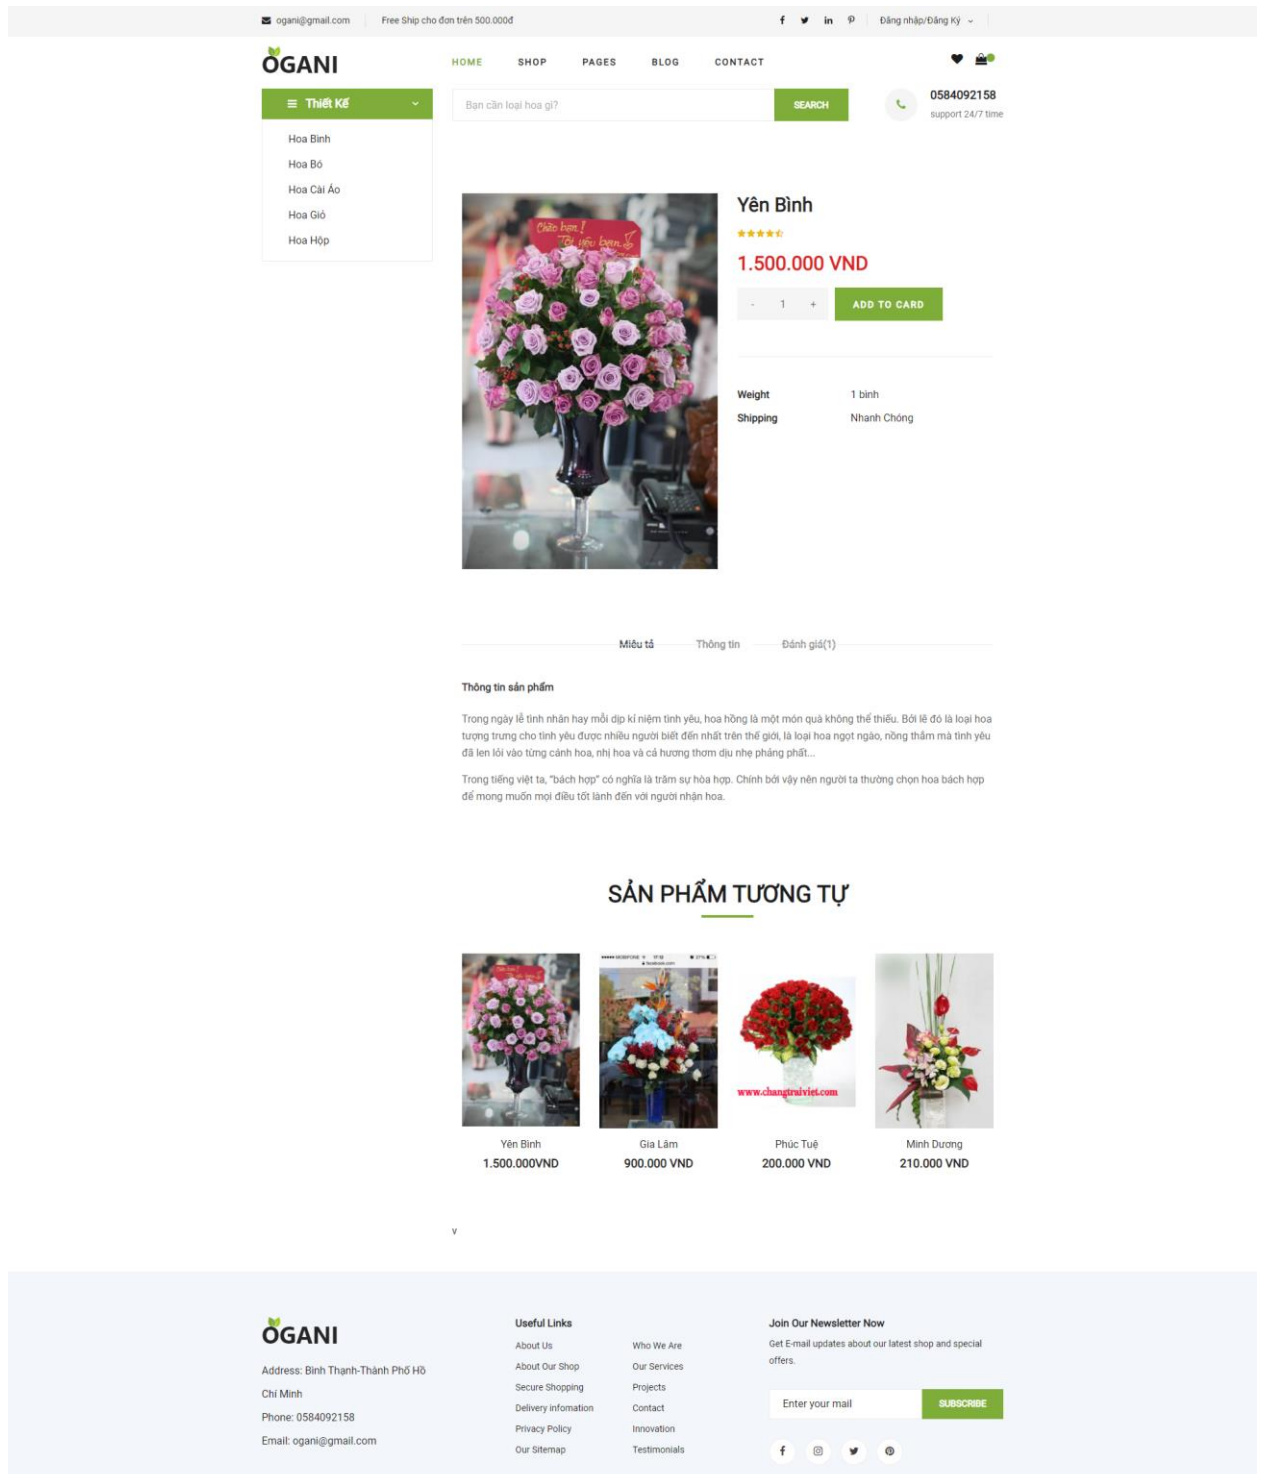 ogani@gmail.com
Free Ship cho đơn trên 500.000đ
Đăng nhập/Đăng Ký
OGANI
HOME SHOP PAGES BLOG CONTACT
Thiết Kế
Bạn cần loại hoa gì?
SEARCH
0584092158
support 24/7 time
Hoa Bình
Hoa Bó
Hoa Cài Áo
Hoa Giỏ
Hoa Hộp
Chào bạn!
Tôi yêu bạn
Yên Bình
1.500.000 VND
- 1 +
ADD TO CARD
Weight 1 bình
Shipping Nhanh Chóng
Miêu tả Thông tin Đánh giá(1)
Thông tin sản phẩm
Trong ngày lễ tình nhân hay mỗi dịp kỉ niệm tình yêu, hoa hồng là một món quà không thể thiếu. Bởi lẽ đó là loại hoa
tượng trưng cho tình yêu được nhiều người biết đến nhất trên thế giới, là loại hoa ngọt ngào, nồng thắm mà tình yêu
đã len lỏi vào từng cánh hoa, nhị hoa và cả hương thơm dịu nhẹ phảng phất...
Trong tiếng việt ta, "bách hợp" có nghĩa là trăm sự hòa hợp. Chính bởi vậy nên người ta thường chọn hoa bách hợp
để mong muốn mọi điều tốt lành đến với người nhận hoa.
SẢN PHẨM TƯƠNG TỰ
MOBIFONE 17:12 27%
facebook.com
www.changtraiviet.com
Yên Bình Gia Lâm Phúc Tuệ Minh Dương
1.500.000VND 900.000 VND 200.000 VND 210.000 VND
v
OGANI
Address: Bình Thạnh-Thành Phố Hồ
Chí Minh
Phone: 0584092158
Email: ogani@gmail.com
Useful Links
About Us Who We Are
About Our Shop Our Services
Secure Shopping Projects
Delivery infomation Contact
Privacy Policy Innovation
Our Sitemap Testimonials
Join Our Newsletter Now
Get E-mail updates about our latest shop and special
offers.
Enter your mail
SUBSCRIBE